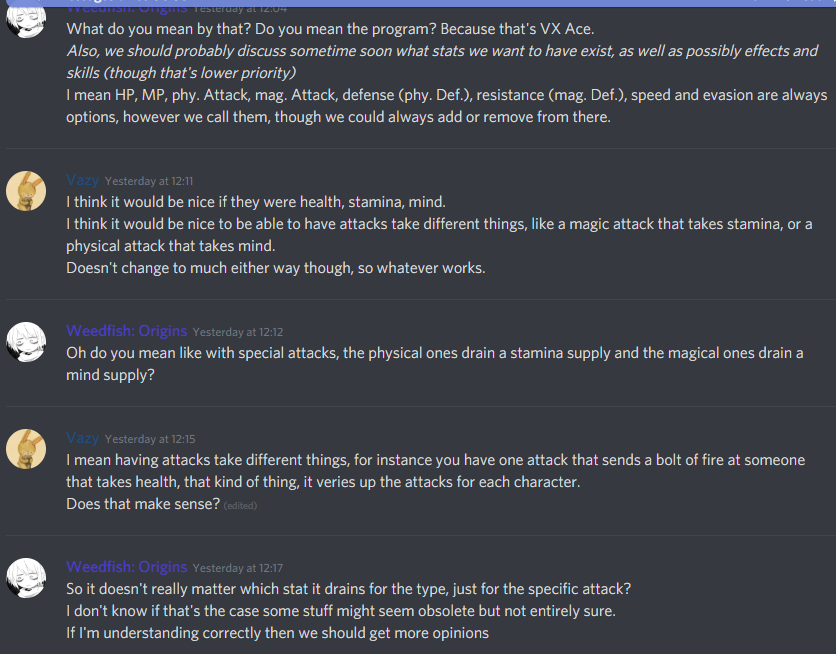 Weedfish: Origins Yesterday at 12:04
What do you mean by that? Do you mean the program? Because that's VX Ace.
Also, we should probably discuss sometime soon what stats we want to have exist, as well as possibly effects and
skills (though that's lower priority)
I mean HP, MP, phy. Attack, mag. Attack, defense (phy. Def.), resistance (mag. Def.), speed and evasion are always
options, however we call them, though we could always add or remove from there.
Vazy Yesterday at 12:11
I think it would be nice if they were health, stamina, mind.
I think it would be nice to be able to have attacks take different things, like a magic attack that takes stamina, or a
physical attack that takes mind.
Doesn't change to much either way though, so whatever works.
Weedfish: Origins Yesterday at 12:12
Oh do you mean like with special attacks, the physical ones drain a stamina supply and the magical ones drain a
mind supply?
Vazy Yesterday at 12:15
I mean having attacks take different things, for instance you have one attack that sends a bolt of fire at someone
that takes health, that kind of thing, it veries up the attacks for each character.
Does that make sense? (edited)
Weedfish: Origins Yesterday at 12:17
So it doesn't really matter which stat it drains for the type, just for the specific attack?
I don't know if that's the case some stuff might seem obsolete but not entirely sure.
If I'm understanding correctly then we should get more opinions